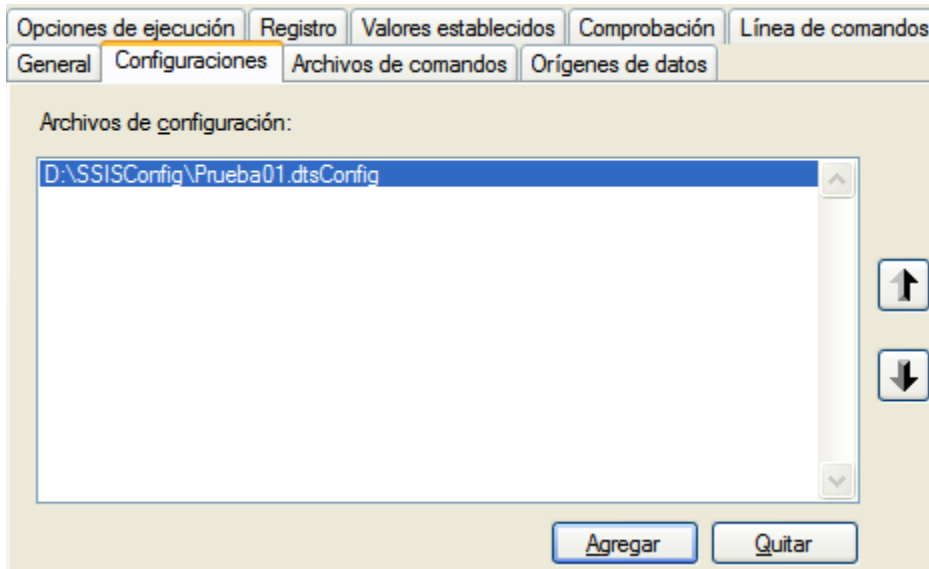 Opciones de ejecución Registro Valores establecidos Comprobación Línea de comandos
General Configuraciones Archivos de comandos Orígenes de datos
Archivos de configuración:
D:\SSISConfig\Prueba01.dtsConfig
Agregar Quitar